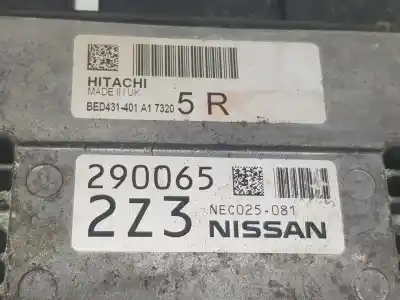 HITACHI
MADE IN UK
BED431-401 A1 7320 5 R
290065
2Z3 NEC025-081
NISSAN